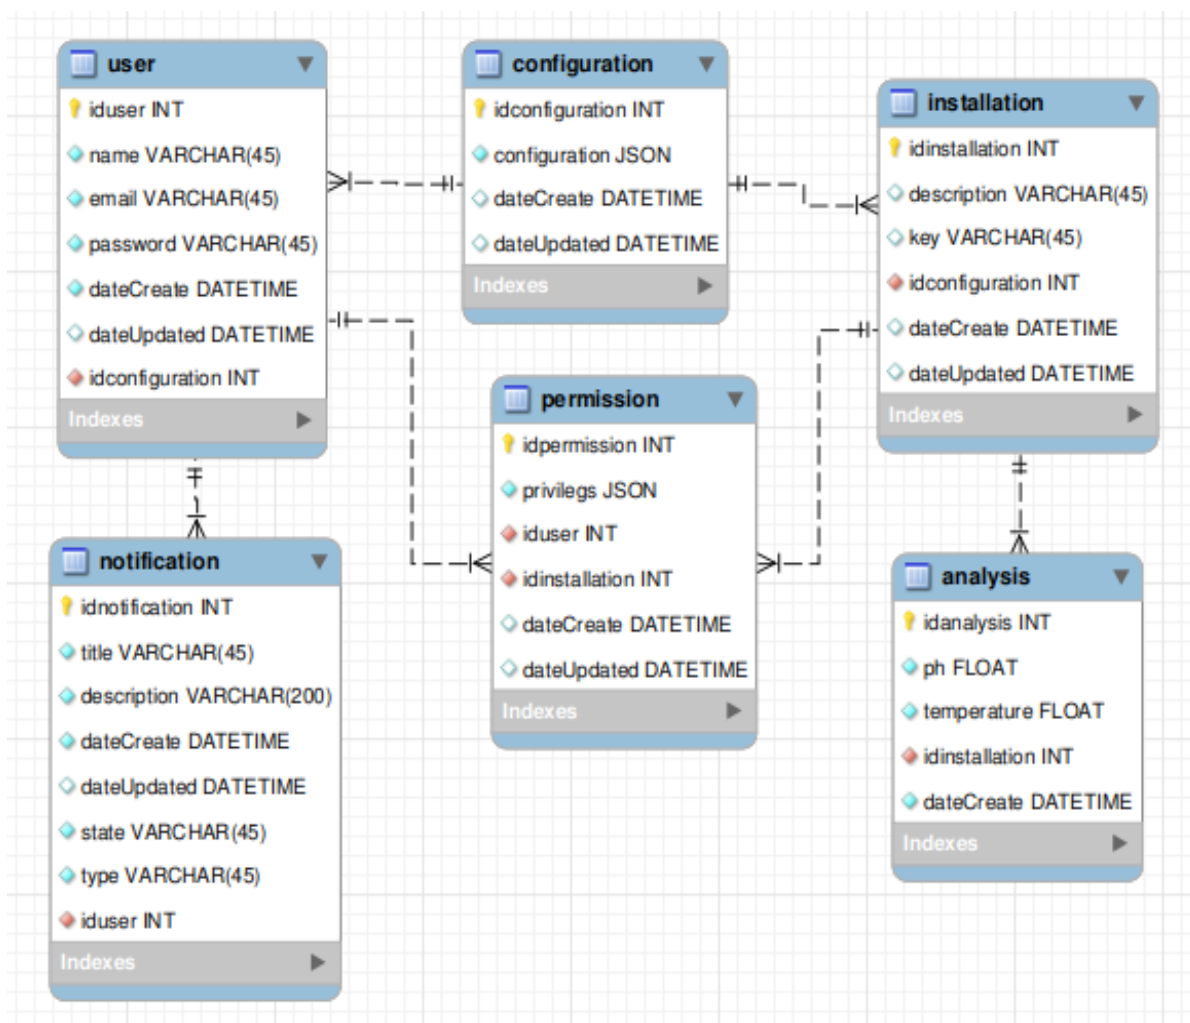 user
iduser INT
name VARCHAR(45)
email VARCHAR(45)
password VARCHAR(45)
dateCreate DATETIME
dateUpdated DATETIME
idconfiguration INT
Indexes
configuration
idconfiguration INT
configuration JSON
dateCreate DATETIME
dateUpdated DATETIME
Indexes
installation
idinstallation INT
description VARCHAR(45)
key VARCHAR(45)
idconfiguration INT
dateCreate DATETIME
dateUpdated DATETIME
Indexes
permission
idpermission INT
privilegs JSON
iduser INT
idinstallation INT
dateCreate DATETIME
dateUpdated DATETIME
Indexes
notification
idnotification INT
title VARCHAR(45)
description VARCHAR(200)
dateCreate DATETIME
dateUpdated DATETIME
state VARCHAR(45)
type VARCHAR(45)
iduser INT
Indexes
analysis
idanalysis INT
ph FLOAT
temperature FLOAT
idinstallation INT
dateCreate DATETIME
Indexes